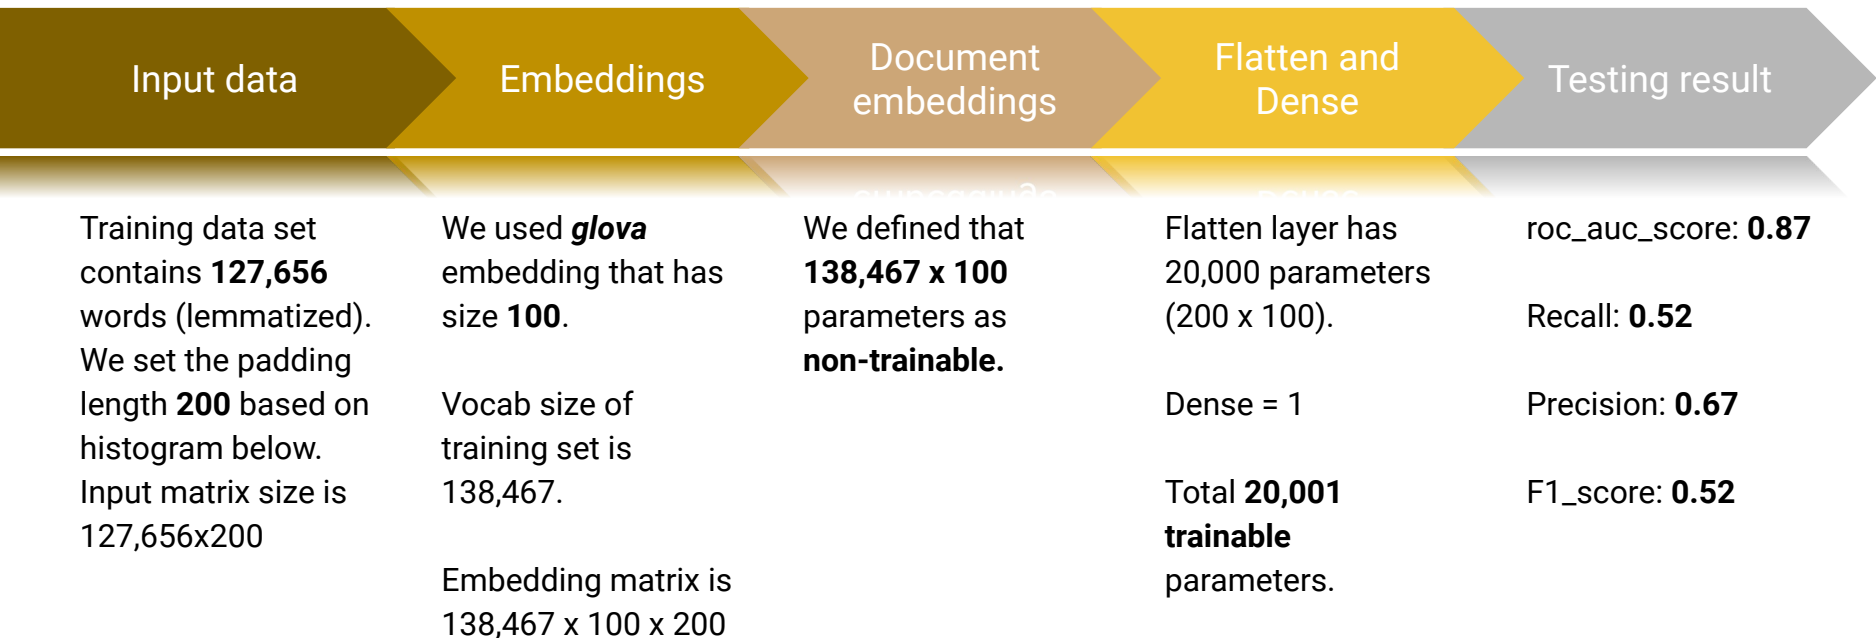 Input data
Embeddings
Document
embeddings
Flatten and
Dense
Testing result
Training data set
contains 127,656
words (lemmatized).
We set the padding
length 200 based on
histogram below.
Input matrix size is
127,656x200
We used glova
embedding that has
size 100.
Vocab size of
training set is
138,467.
Embedding matrix is
138,467 x 100 x 200
We defined that
138,467 x 100
parameters as
non-trainable.
Flatten layer has
20,000 parameters
(200 x 100).
Dense = 1
Total 20,001
trainable
parameters.
roc_auc_score: 0.87
Recall: 0.52
Precision: 0.67
F1_score: 0.52